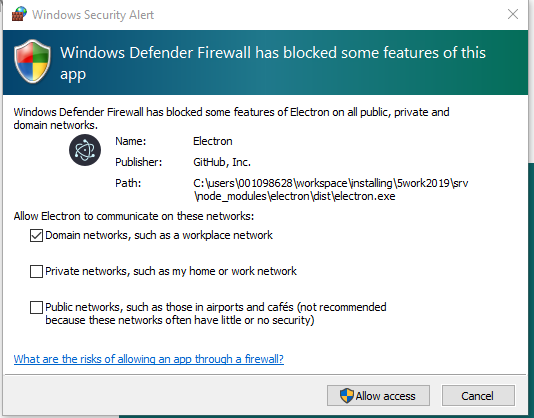 Windows Security Alert
Windows Defender Firewall has blocked some features of this
app
Windows Defender Firewall has blocked some features of Electron on all public, private and
domain networks.
Name: Electron
Publisher: GitHub, Inc.
Path: C:\users\001098628\workspace\installing\5work2019\srv
\node_modules\electron\dist\electron.exe
Allow Electron to communicate on these networks:
Domain networks, such as a workplace network
Private networks, such as my home or work network
Public networks, such as those in airports and cafés (not recommended
because these networks often have little or no security)
What are the risks of allowing an app through a firewall?
Allow access Cancel